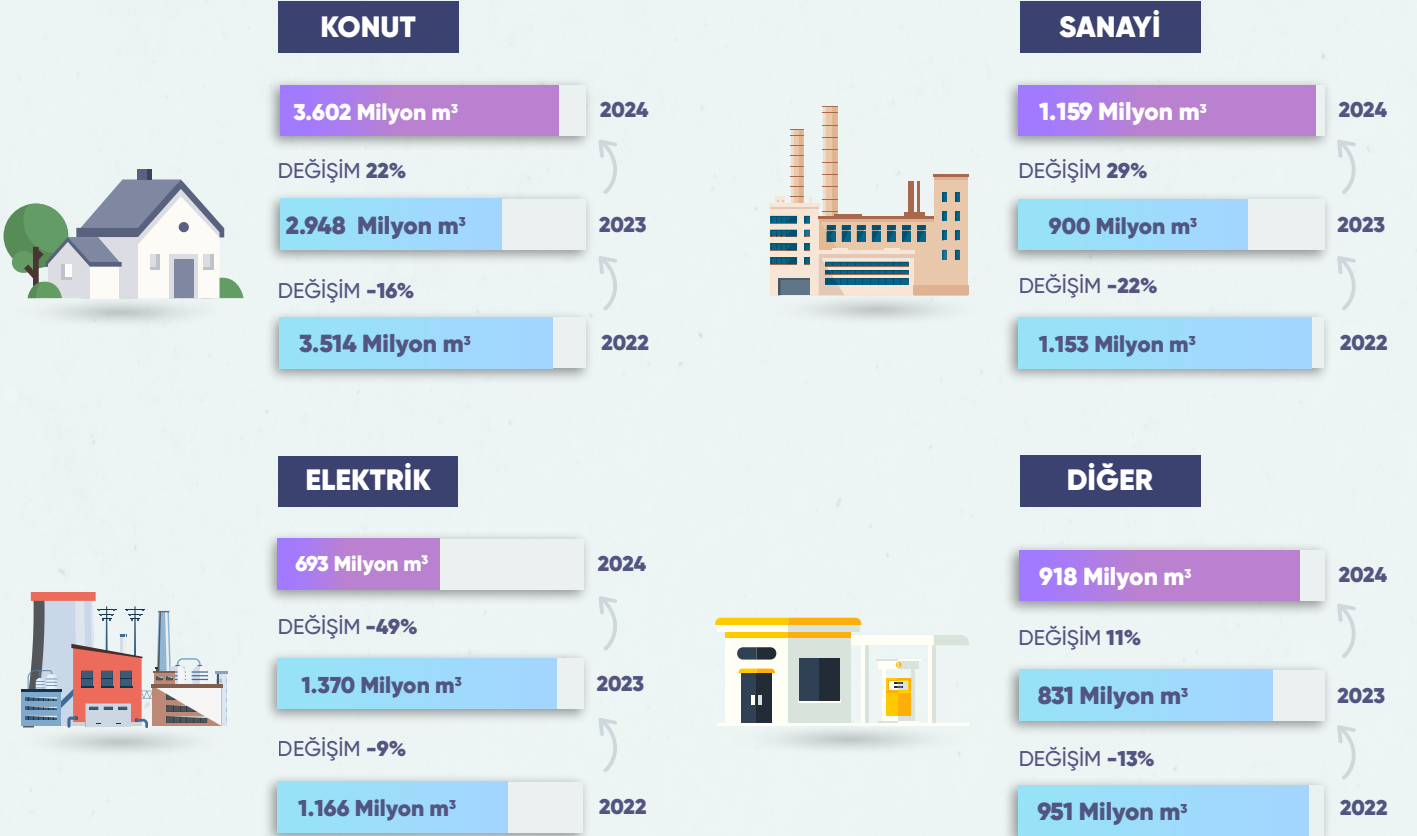 KONUT
3.602 Milyon m³ 2024
DEĞİŞİM 22%
2.948 Milyon m³ 2023
DEĞİŞİM -16%
3.514 Milyon m³ 2022
SANAYİ
1.159 Milyon m³ 2024
DEĞİŞİM 29%
900 Milyon m³ 2023
DEĞİŞİM -22%
1.153 Milyon m³ 2022
ELEKTRİK
693 Milyon m³ 2024
DEĞİŞİM -49%
1.370 Milyon m³ 2023
DEĞİŞİM -9%
1.166 Milyon m³ 2022
DİĞER
918 Milyon m³ 2024
DEĞİŞİM 11%
831 Milyon m³ 2023
DEĞİŞİM -13%
951 Milyon m³ 2022